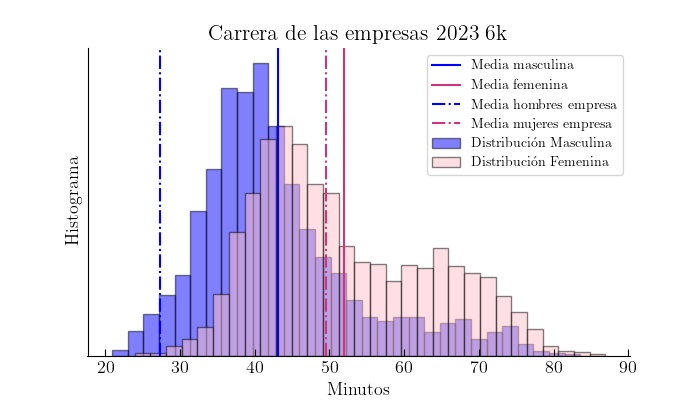 Carrera de las empresas 2023 6k
Media masculina
Media femenina
Media hombres empresa
Media mujeres empresa
Distribución Masculina
Distribución Femenina
Histograma
20 30 40 50 60 70 80 90
Minutos